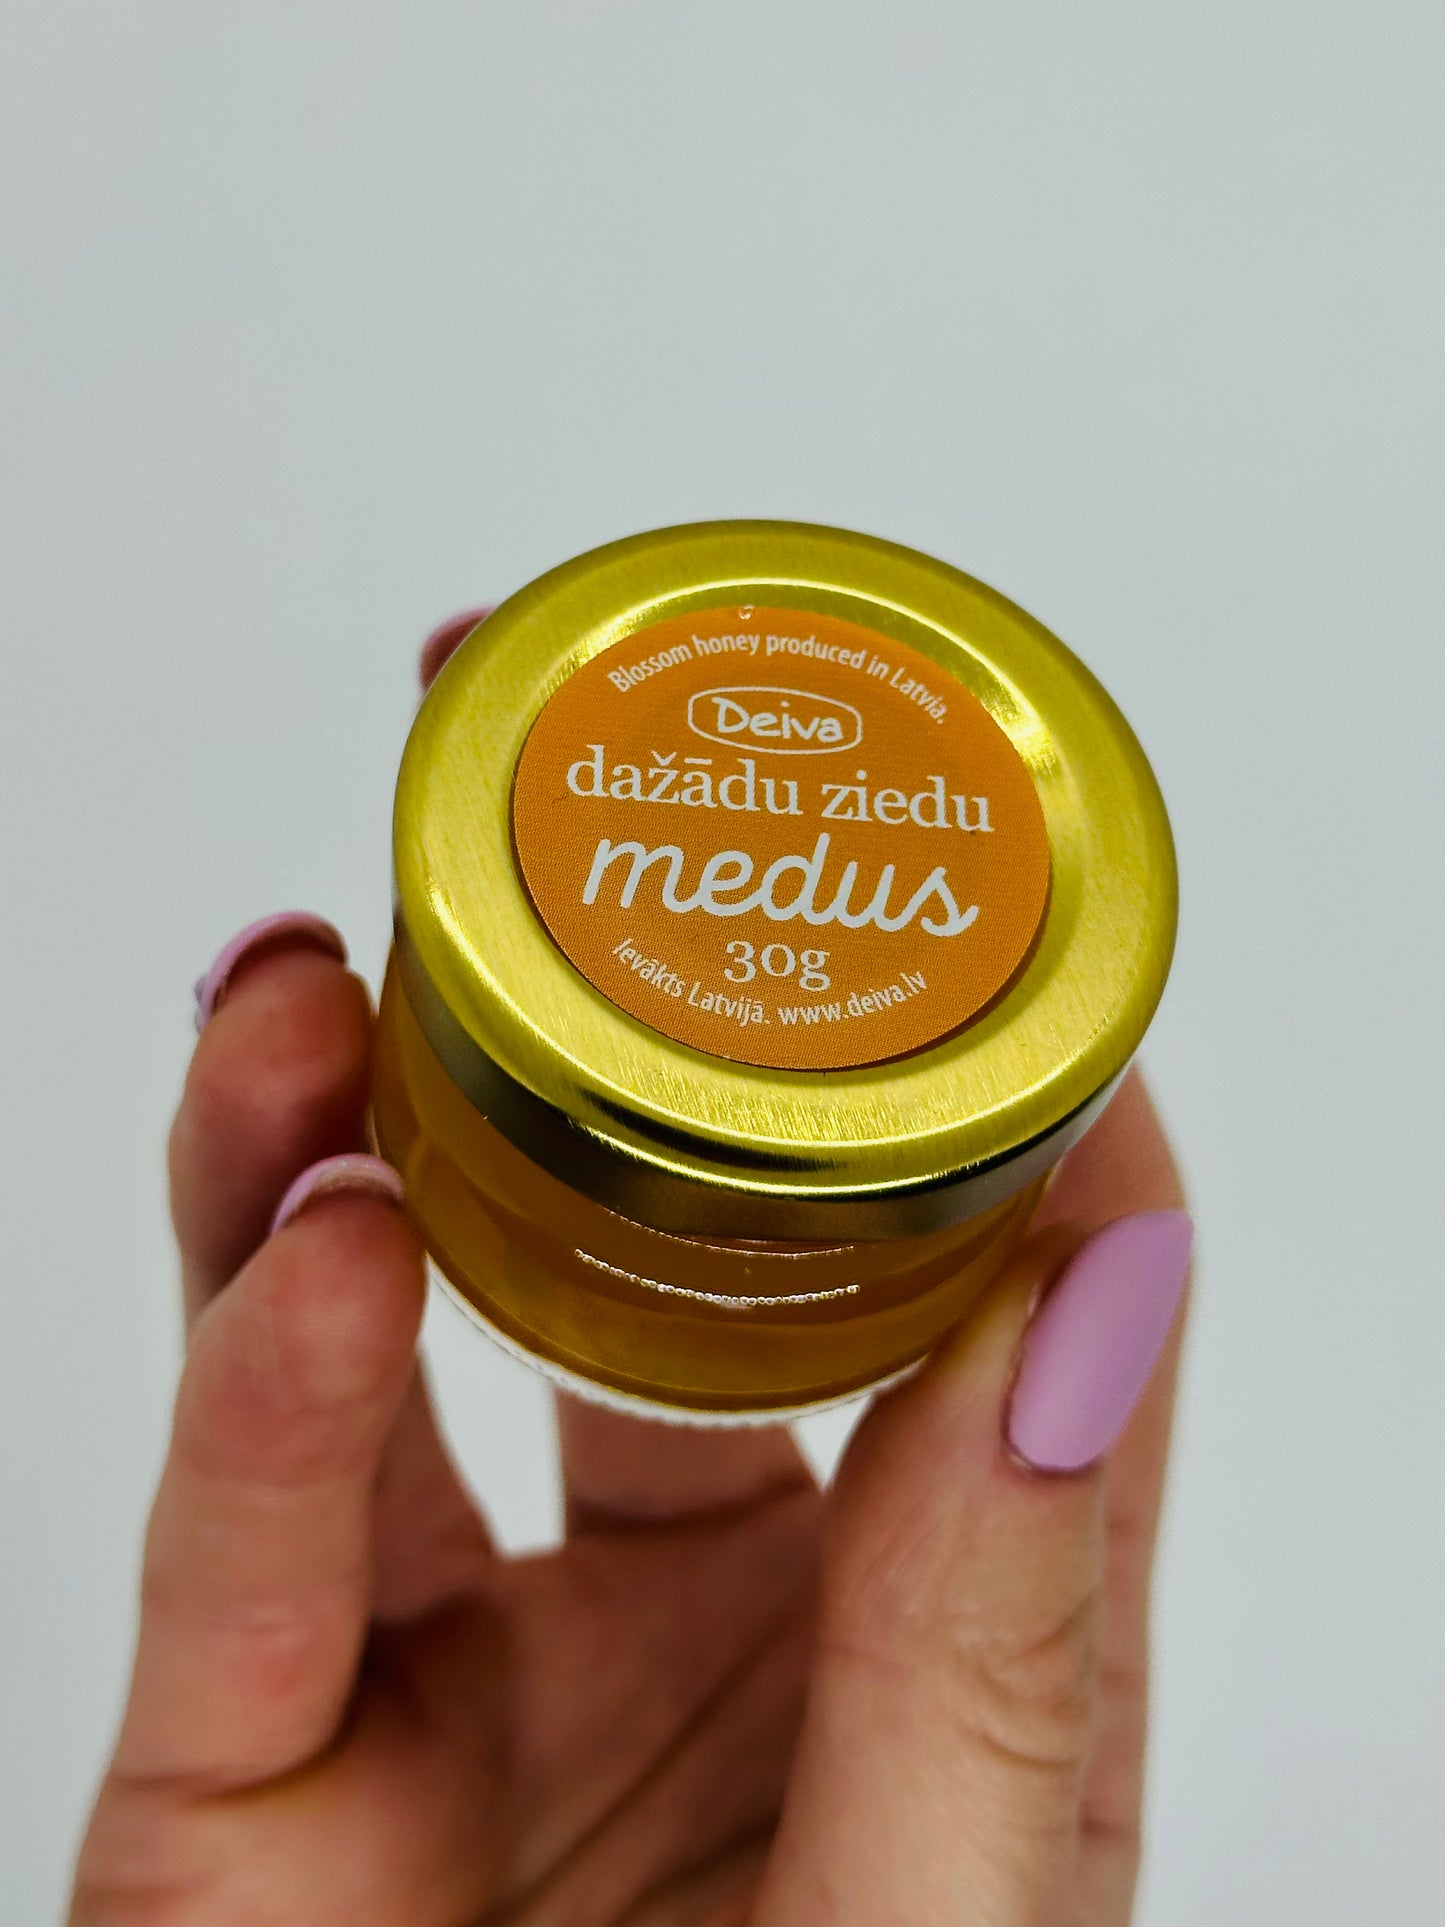 Blossom honey produced in Latvia.
Deiva
dažādu ziedu
medus
30g
Ievākts Latvijā. www.deiva.lv